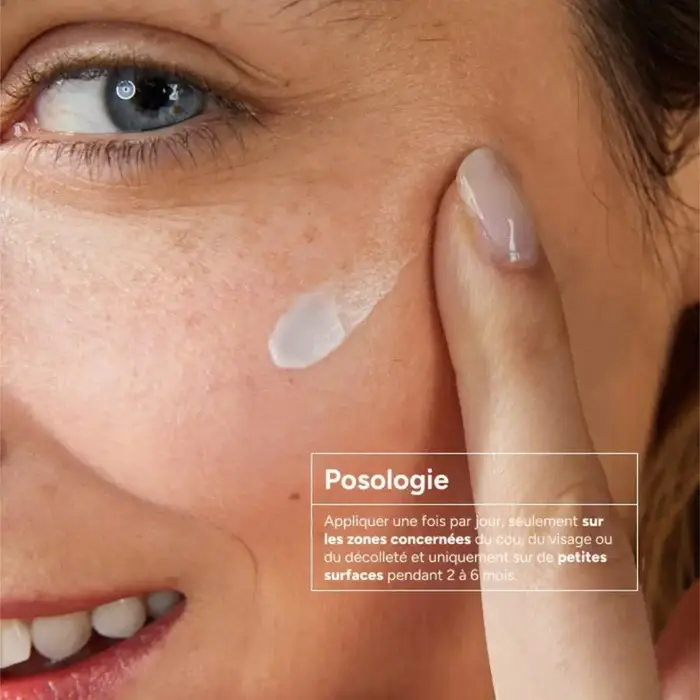 Posologie
Appliquer une fois par jour, seulement sur
les zones concernées du cou, du visage ou
du décolleté et uniquement sur de petites
surfaces pendant 2 à 6 mois.